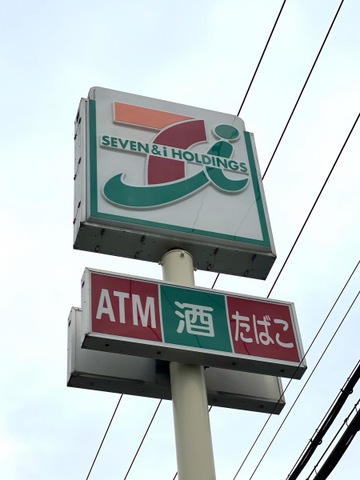 SEVEN & i HOLDINGS
ATM 酒 たばこ